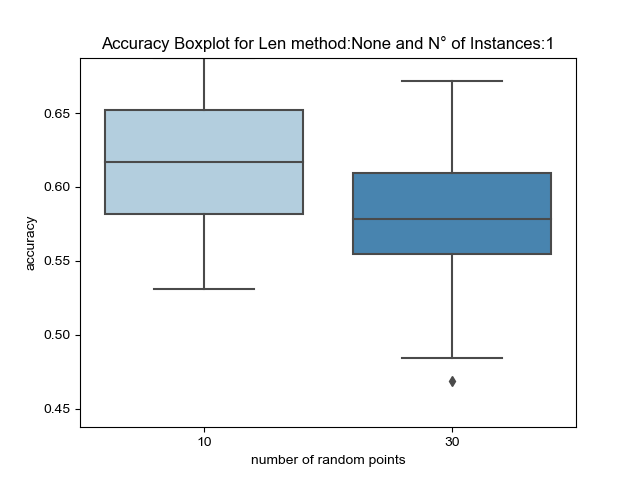 Accuracy Boxplot for Len method:None and N° of Instances:1
accuracy
0.65
0.60
0.55
0.50
0.45
10 30
number of random points